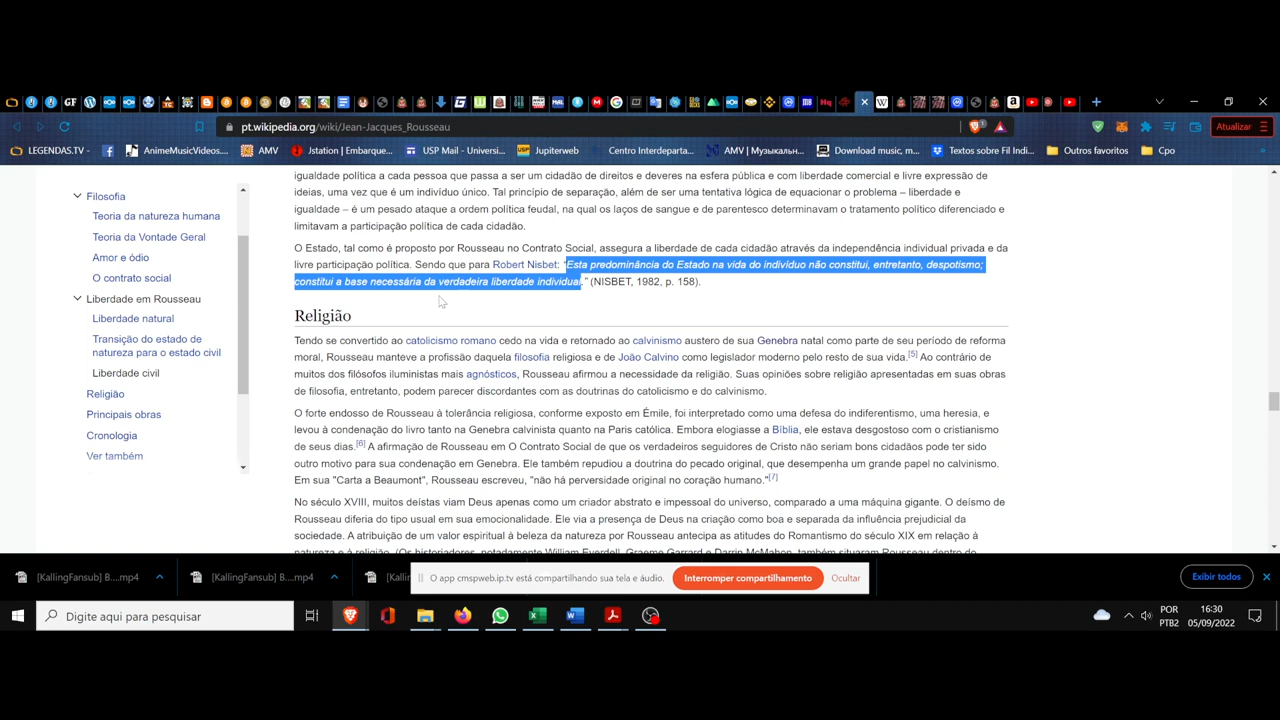 pt.wikipedia.org/wiki/Jean-Jacques_Rousseau
Atualizar
LEGENDAS.TV
AnimeMusicVideos...
AMV
Jstation | Embarque...
USP Mail - Universi...
Jupiterweb
Centro Interdeparta...
AMV | Музыкальн...
Download music, m...
Textos sobre Fil Indi...
Outros favoritos
Cpo
Filosofia
Teoria da natureza humana
Teoria da Vontade Geral
Amor e ódio
O contrato social
Liberdade em Rousseau
Liberdade natural
Transição do estado de
natureza para o estado civil
Liberdade civil
Religião
Principais obras
Cronologia
Ver também
igualdade política a cada pessoa que passa a ser um cidadão de direitos e deveres na esfera pública e com liberdade comercial e livre expressão de
ideias, uma vez que é um indivíduo único. Tal princípio de separação, além de ser uma tentativa lógica de equacionar o problema – liberdade e
igualdade – é um pesado ataque a ordem política feudal, na qual os laços de sangue e de parentesco determinavam o tratamento político diferenciado e
limitavam a participação política de cada cidadão.
O Estado, tal como é proposto por Rousseau no Contrato Social, assegura a liberdade de cada cidadão através da independência individual privada e da
livre participação política. Sendo que para Robert Nisbet: “Esta predominância do Estado na vida do indivíduo não constitui, entretanto, despotismo;
constitui a base necessária da verdadeira liberdade individual.” (NISBET, 1982, p. 158).
Religião
Tendo se convertido ao catolicismo romano cedo na vida e retornado ao calvinismo austero de sua Genebra natal como parte de seu período de reforma
moral, Rousseau manteve a profissão daquela filosofia religiosa e de João Calvino como legislador moderno pelo resto de sua vida.[5] Ao contrário de
muitos dos filósofos iluministas mais agnósticos, Rousseau afirmou a necessidade da religião. Suas opiniões sobre religião apresentadas em suas obras
de filosofia, entretanto, podem parecer discordantes com as doutrinas do catolicismo e do calvinismo.
O forte endosso de Rousseau à tolerância religiosa, conforme exposto em Émile, foi interpretado como uma defesa do indiferentismo, uma heresia, e
levou à condenação do livro tanto na Genebra calvinista quanto na Paris católica. Embora elogiasse a Bíblia, ele estava desgostoso com o cristianismo
de seus dias.[6] A afirmação de Rousseau em O Contrato Social de que os verdadeiros seguidores de Cristo não seriam bons cidadãos pode ter sido
outro motivo para sua condenação em Genebra. Ele também repudiou a doutrina do pecado original, que desempenha um grande papel no calvinismo.
Em sua "Carta a Beaumont", Rousseau escreveu, "não há perversidade original no coração humano."[7]
No século XVIII, muitos deístas viam Deus apenas como um criador abstrato e impessoal do universo, comparado a uma máquina gigante. O deísmo de
Rousseau diferia do tipo usual em sua emocionalidade. Ele via a presença de Deus na criação como boa e separada da influência prejudicial da
sociedade. A atribuição de um valor espiritual à beleza da natureza por Rousseau antecipa as atitudes do Romantismo do século XIX em relação à
natureza e à religião. (Os historiadores, notadamente William Everdell, Graeme Garrard e Darrin McMahon, também situaram Rousseau dentro do
[KallingFansub] B....mp4
[KallingFansub] B....mp4
[Kalli
O app cmspweb.ip.tv está compartilhando sua tela e áudio.
Interromper compartilhamento
Ocultar
Exibir todos
Digite aqui para pesquisar
POR
PTB2
16:30
05/09/2022